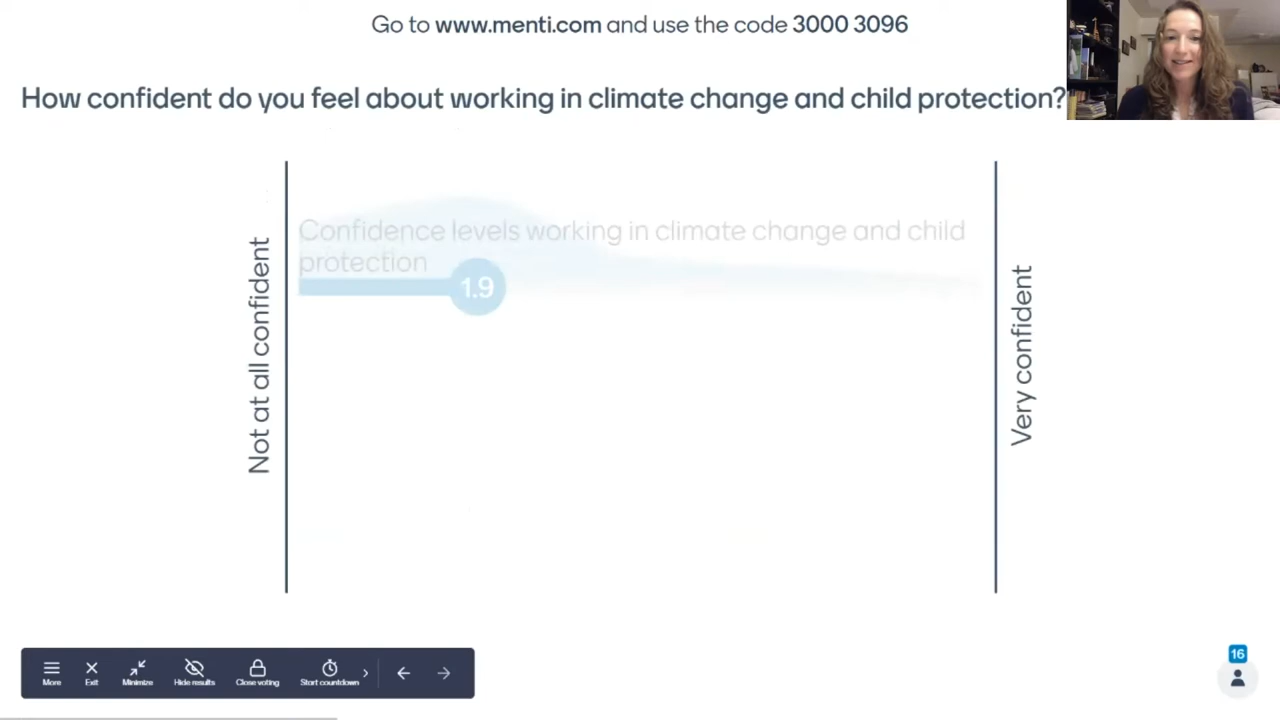 Go to www.menti.com and use the code 3000 3096
How confident do you feel about working in climate change and child protection?
Not at all confident
Confidence levels working in climate change and child
protection
1.9
Very confident
More
Exit
Minimize
Hide results
Close voting
Start countdown
16